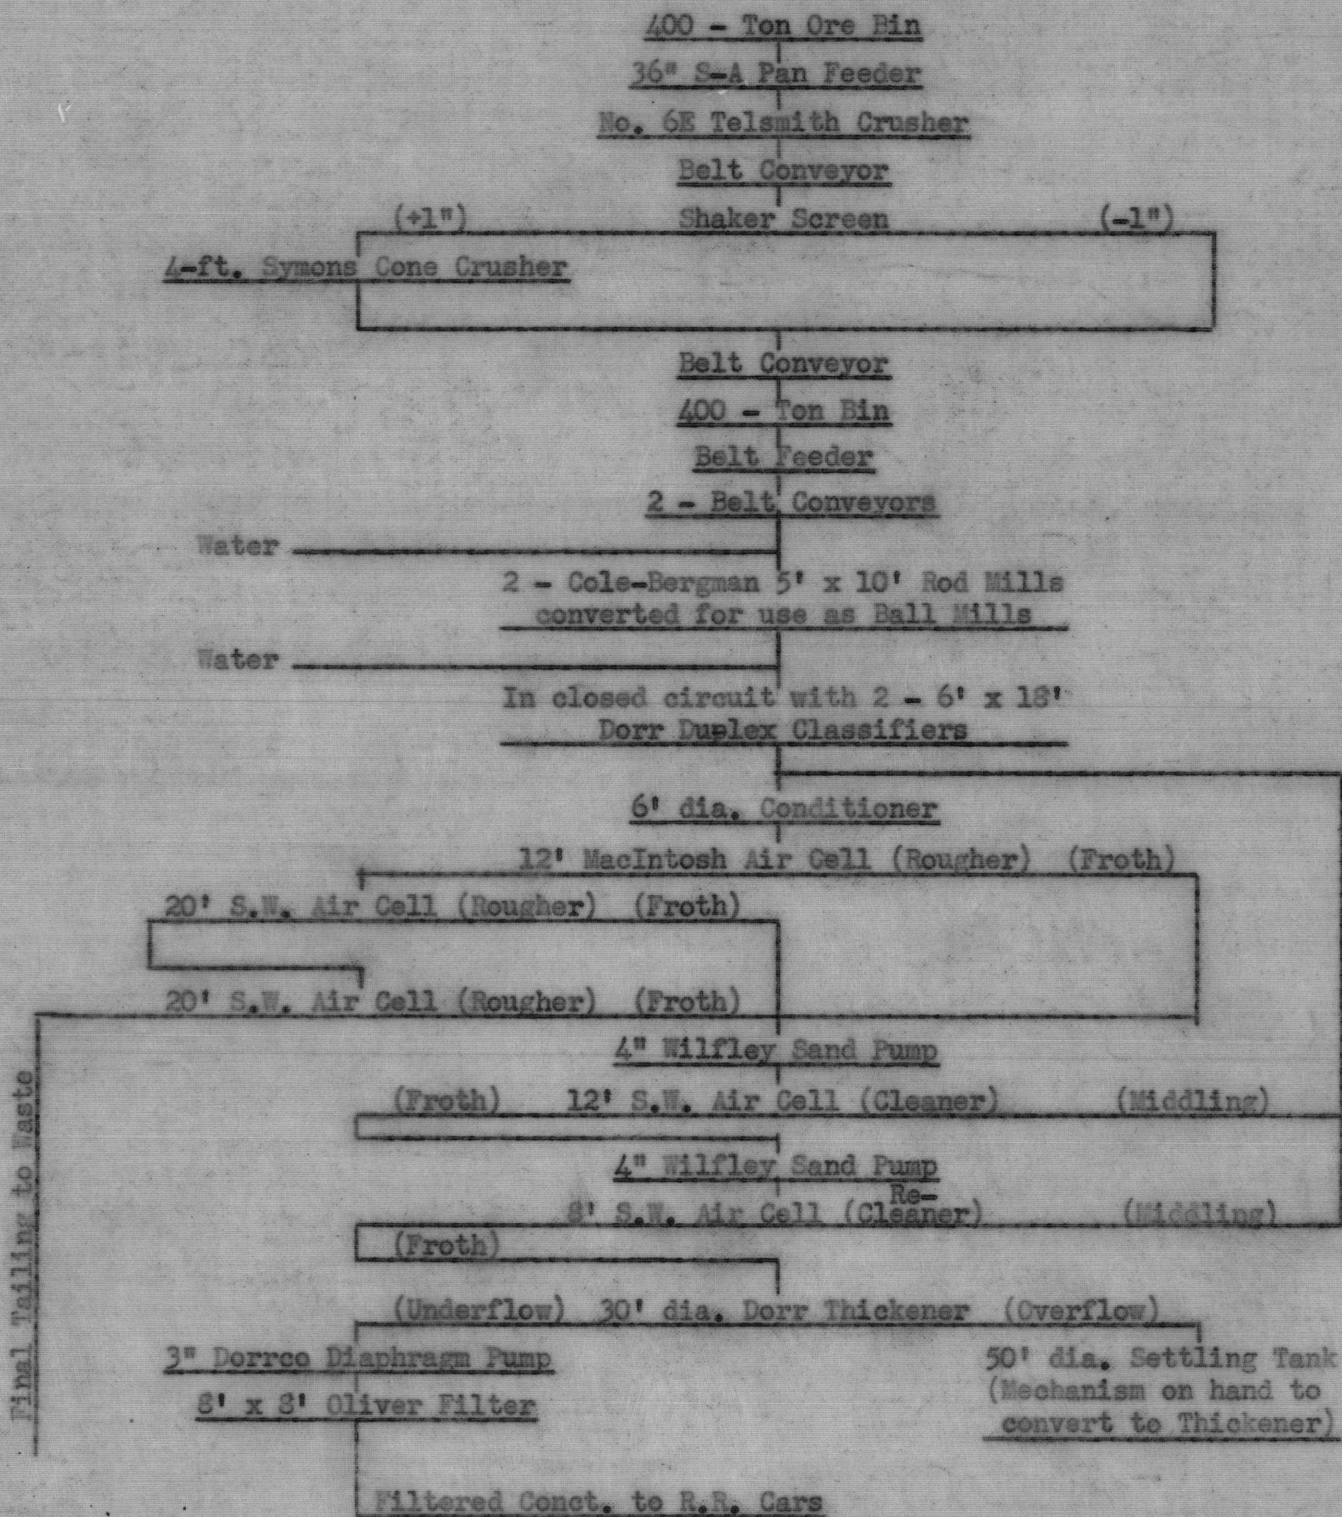 400 - Ton Ore Bin
36" S-A Pan Feeder
No. 6E Telsmith Crusher
Belt Conveyor
(+1") Shaker Screen (-1")
4-ft. Symons Cone Crusher
Belt Conveyor
400 - Ton Bin
Belt Feeder
2 - Belt Conveyors
Water
2 - Cole-Bergman 5' x 10' Rod Mills
converted for use as Ball Mills
Water
In closed circuit with 2 - 6' x 18'
Dorr Duplex Classifiers
6' dia. Conditioner
12' MacIntosh Air Cell (Rougher) (Froth)
20' S.W. Air Cell (Rougher) (Froth)
20' S.W. Air Cell (Rougher) (Froth)
4" Wilfley Sand Pump
(Froth) 12' S.W. Air Cell (Cleaner) (Middling)
4" Wilfley Sand Pump
Re-
8' S.W. Air Cell (Cleaner) (Middling)
(Froth)
(Underflow) 30' dia. Dorr Thickener (Overflow)
3" Dorrco Diaphragm Pump
8' x 8' Oliver Filter
50' dia. Settling Tank
(Mechanism on hand to
convert to Thickener)
Filtered Conct. to R.R. Cars
Final Tailing to Waste